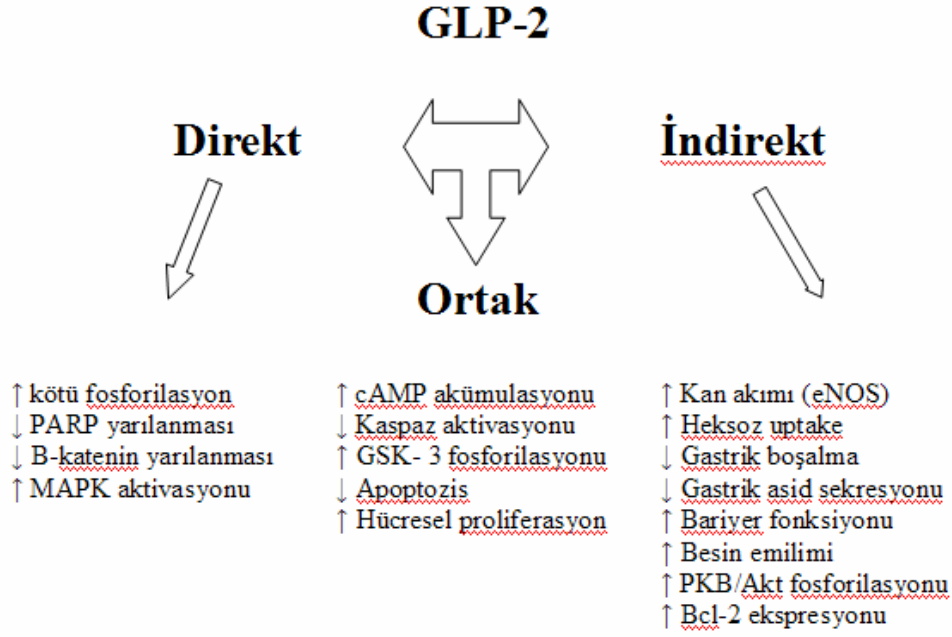 GLP-2
Direkt
İndirekt
Ortak
↑ kötü fosforilasyon
↓ PARP yarılanması
↓ B-katenin yarılanması
↑ MAPK aktivasyonu
↑ cAMP akümulasyonu
↓ Kaspaz aktivasyonu
↑ GSK- 3 fosforilasyonu
↓ Apoptozis
↑ Hücresel proliferasyon
↑ Kan akımı (eNOS)
↑ Heksoz uptake
↓ Gastrik boşalma
↓ Gastrik asid sekresyonu
↑ Bariyer fonksiyonu
↑ Besin emilimi
↑ PKB/Akt fosforilasyonu
↑ Bcl-2 ekspresyonu